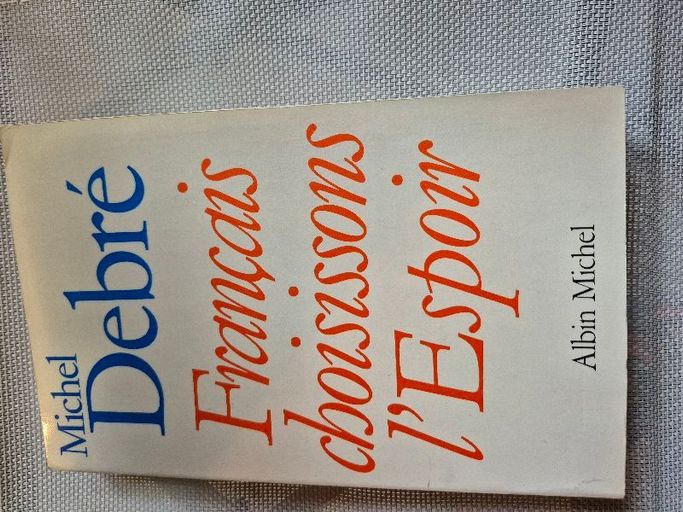 Michel
Debré
Français
choisissons
l'Espoir
Albin Michel